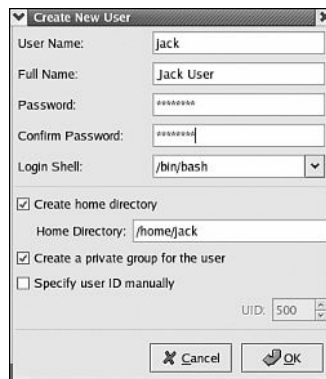 Create New User
User Name: jack
Full Name: Jack User
Password: ********
Confirm Password: ********
Login Shell: /bin/bash
Create home directory
Home Directory: /home/jack
Create a private group for the user
Specify user ID manually
UID: 500
Cancel OK